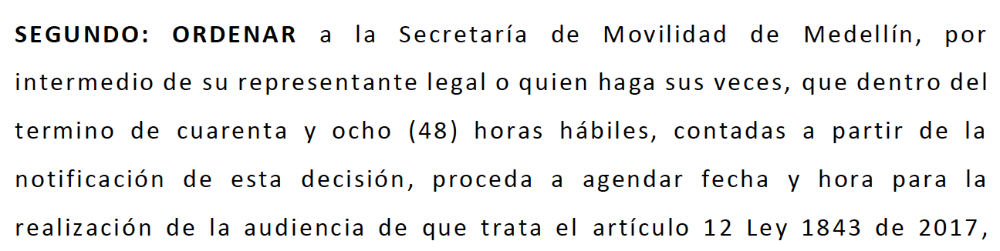 SEGUNDO: ORDENAR a la Secretaría de Movilidad de Medellín, por
intermedio de su representante legal o quien haga sus veces, que dentro del
termino de cuarenta y ocho (48) horas hábiles, contadas a partir de la
notificación de esta decisión, proceda a agendar fecha y hora para la
realización de la audiencia de que trata el artículo 12 Ley 1843 de 2017,